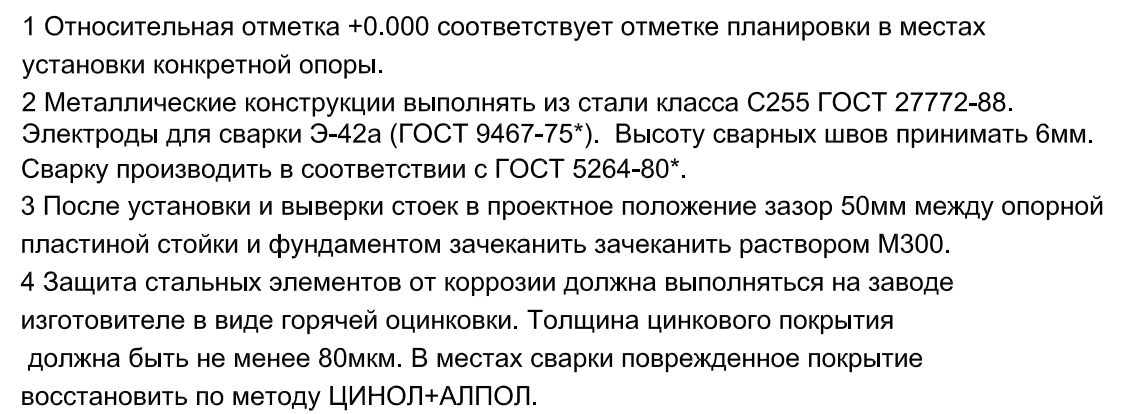 1 Относительная отметка +0.000 соответствует отметке планировки в местах
установки конкретной опоры.
2 Металлические конструкции выполнять из стали класса С255 ГОСТ 27772-88.
Электроды для сварки Э-42а (ГОСТ 9467-75*).  Высоту сварных швов принимать 6мм.
Сварку производить в соответствии с ГОСТ 5264-80*.
3 После установки и выверки стоек в проектное положение зазор 50мм между опорной
пластиной стойки и фундаментом зачеканить зачеканить раствором М300.
4 Защита стальных элементов от коррозии должна выполняться на заводе
изготовителе в виде горячей оцинковки. Толщина цинкового покрытия
должна быть не менее 80мкм. В местах сварки поврежденное покрытие
восстановить по методу ЦИНОЛ+АЛПОЛ.